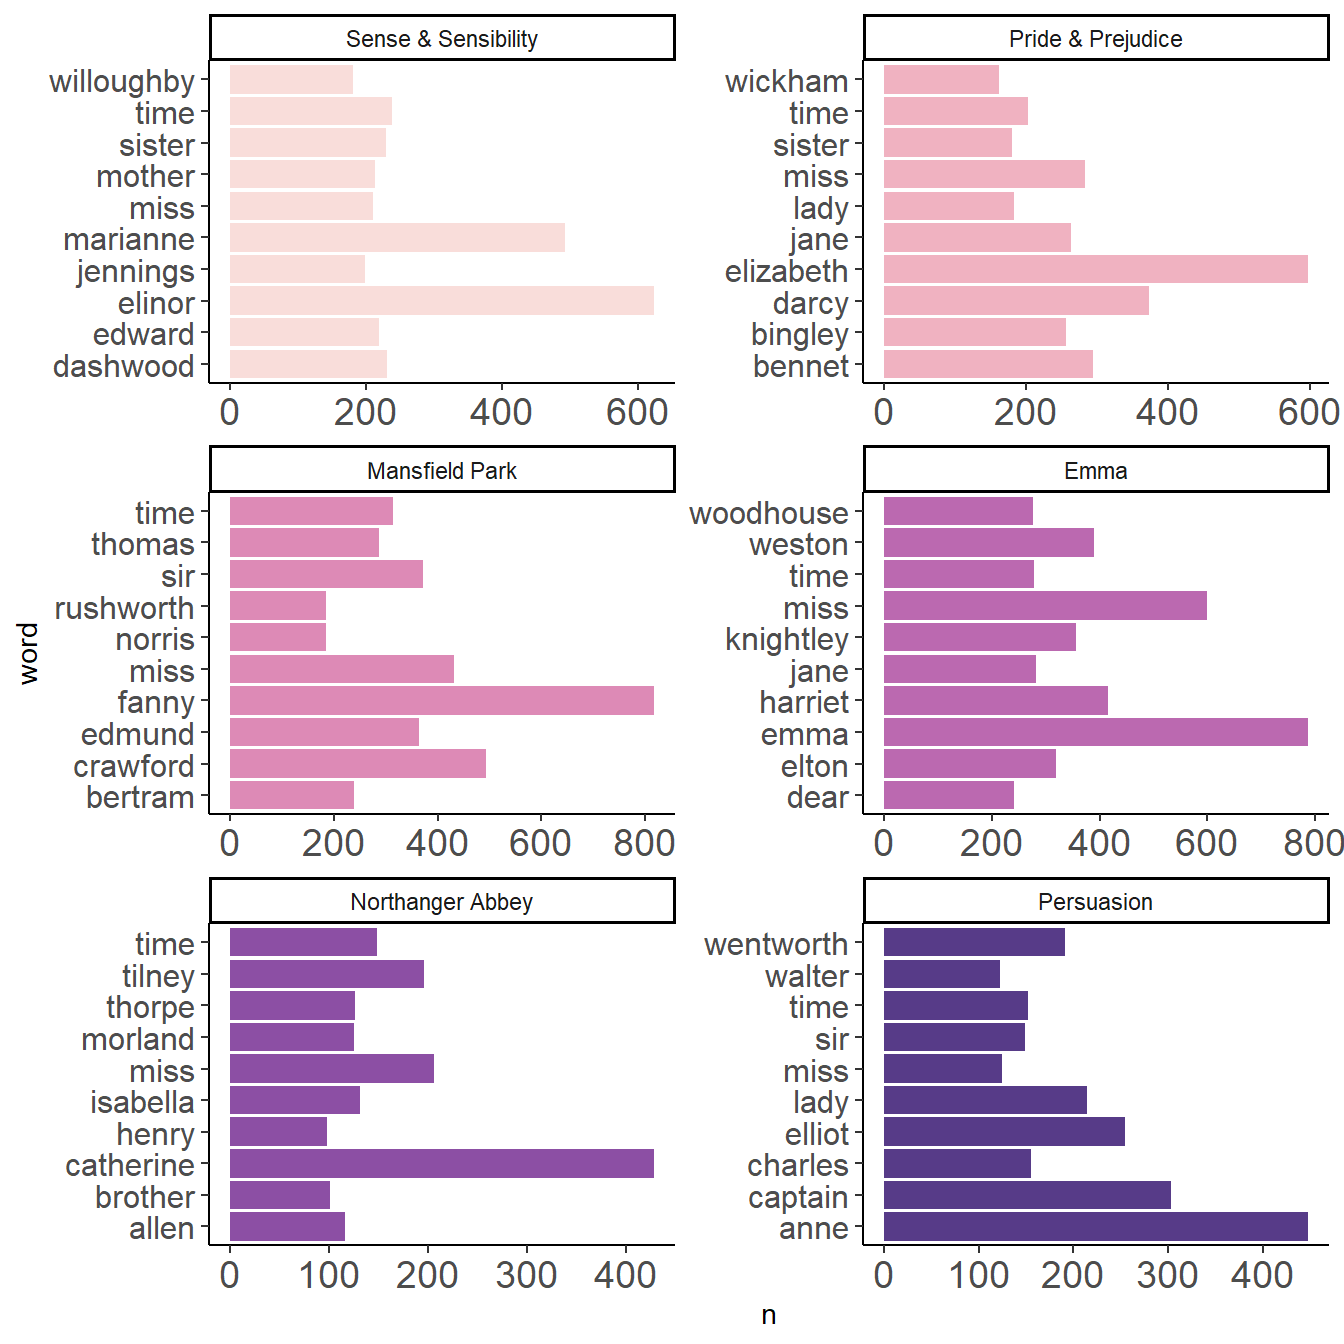 Sense & Sensibility
willoughby
time
sister
mother
miss
marianne
jennings
elinor
edward
dashwood
0 200 400 600
Pride & Prejudice
wickham
time
sister
miss
lady
jane
elizabeth
darcy
bingley
bennet
0 200 400 600
word
Mansfield Park
time
thomas
sir
rushworth
norris
miss
fanny
edmund
crawford
bertram
0 200 400 600 800
Emma
woodhouse
weston
time
miss
knightley
jane
harriet
emma
elton
dear
0 200 400 600 800
Northanger Abbey
time
tilney
thorpe
morland
miss
isabella
henry
catherine
brother
allen
0 100 200 300 400
Persuasion
wentworth
walter
time
sir
miss
lady
elliot
charles
captain
anne
0 100 200 300 400
n